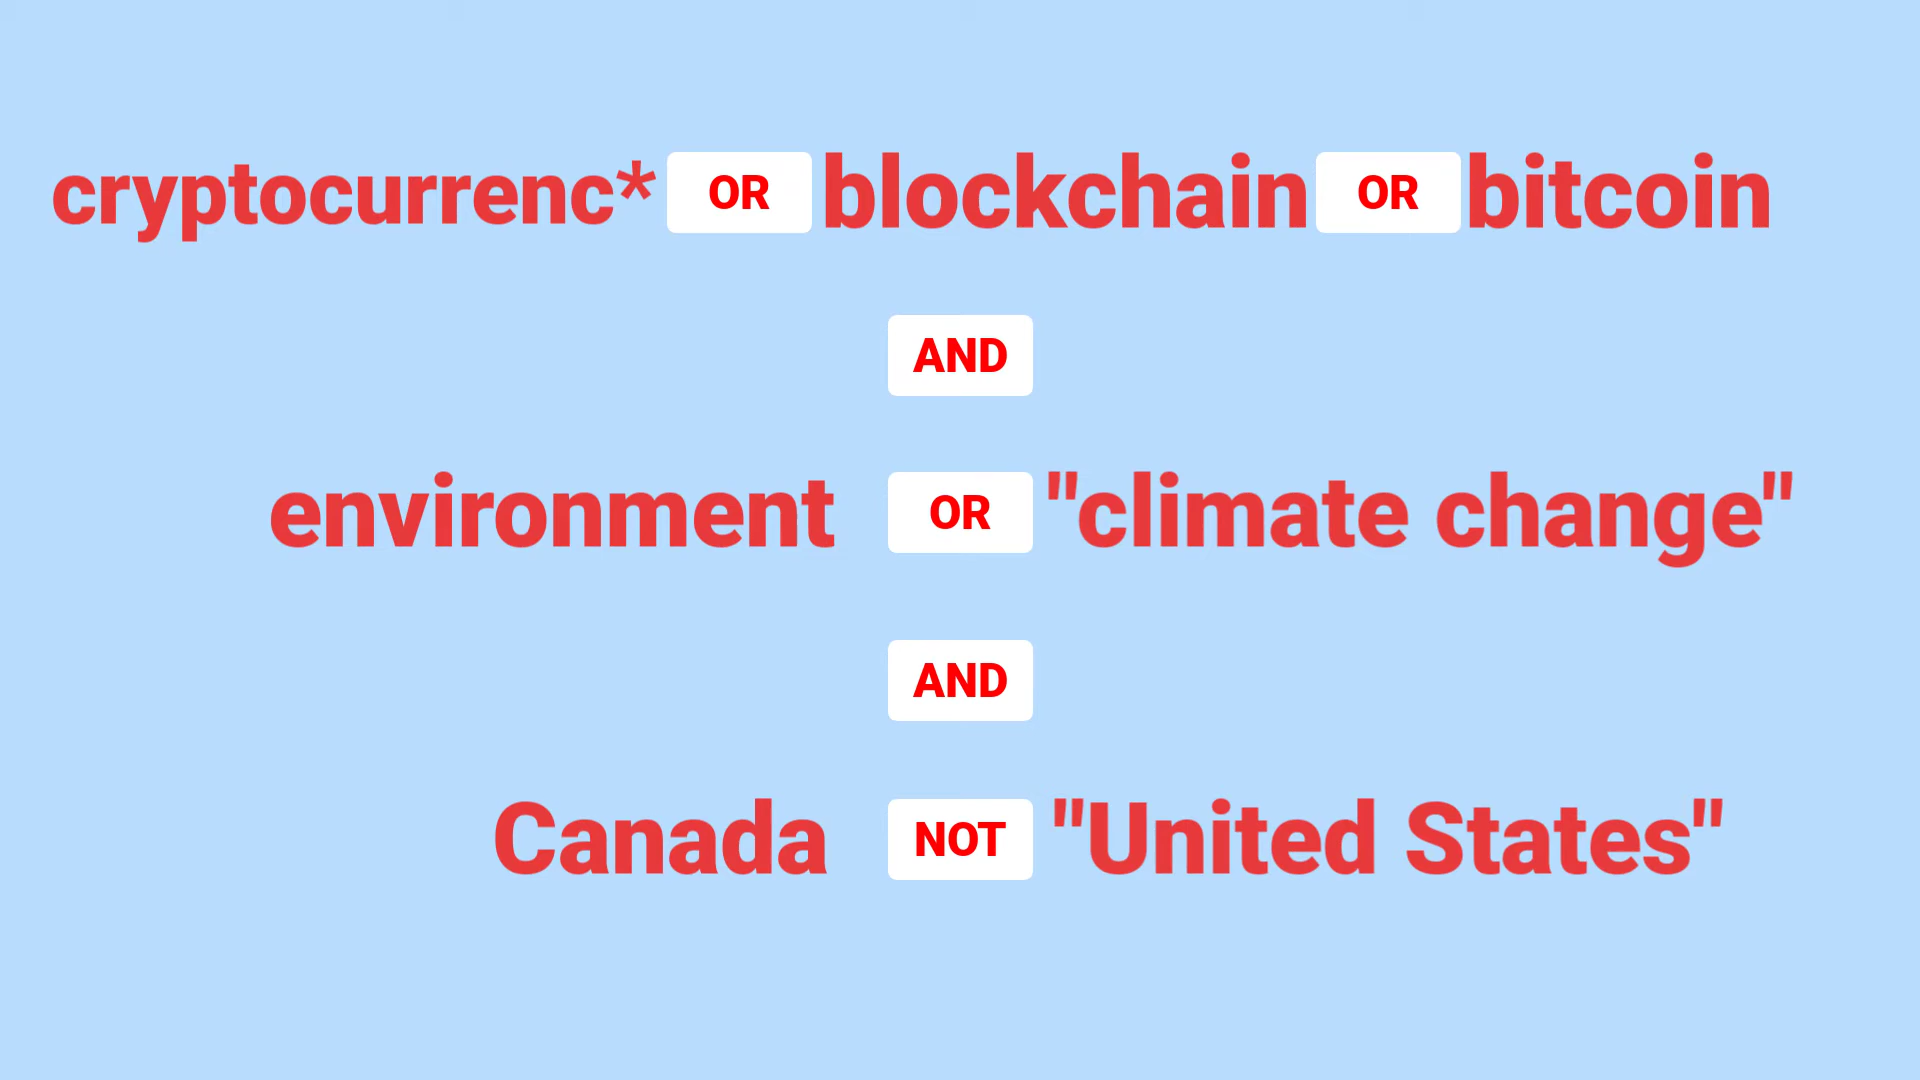 cryptocurrenc* OR blockchain OR bitcoin
AND
environment OR "climate change"
AND
Canada NOT "United States"